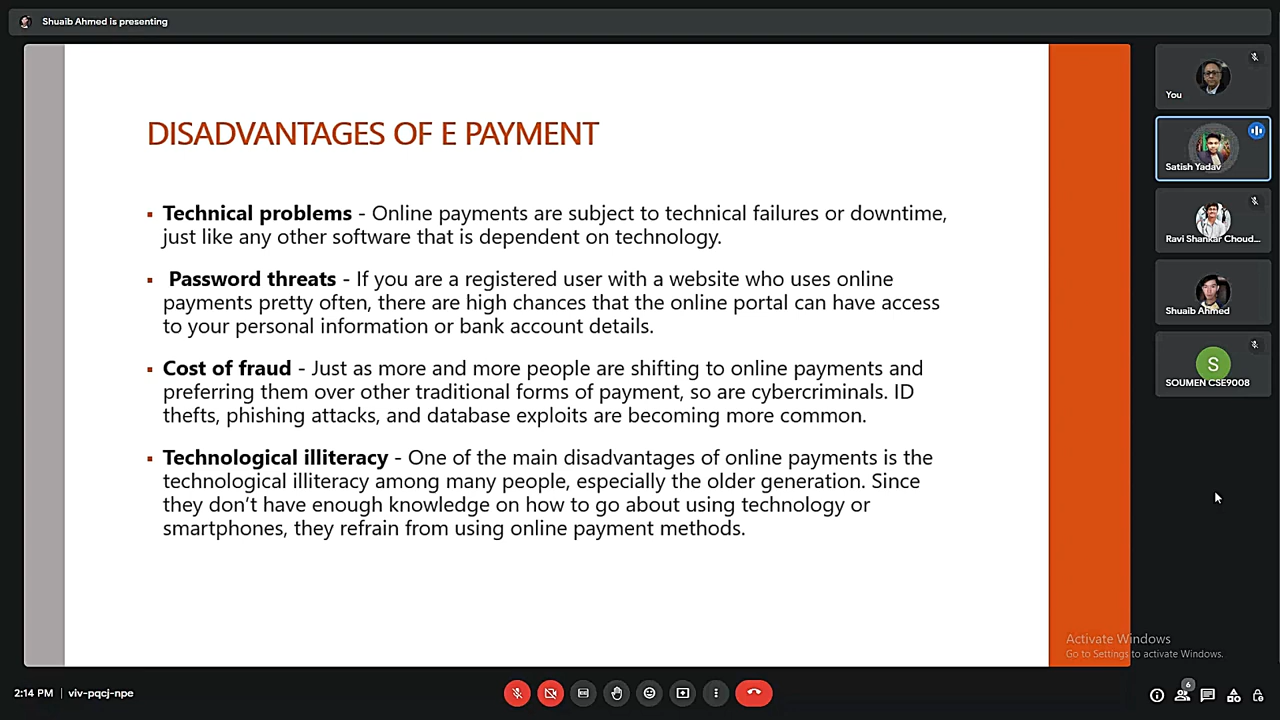 Shuaib Ahmed is presenting
DISADVANTAGES OF E PAYMENT
Technical problems - Online payments are subject to technical failures or downtime,
just like any other software that is dependent on technology.
Password threats - If you are a registered user with a website who uses online
payments pretty often, there are high chances that the online portal can have access
to your personal information or bank account details.
Cost of fraud - Just as more and more people are shifting to online payments and
preferring them over other traditional forms of payment, so are cybercriminals. ID
thefts, phishing attacks, and database exploits are becoming more common.
Technological illiteracy - One of the main disadvantages of online payments is the
technological illiteracy among many people, especially the older generation. Since
they don’t have enough knowledge on how to go about using technology or
smartphones, they refrain from using online payment methods.
You
Satish Yadav
Ravi Shankar Choud...
Shuaib Ahmed
S
SOUMEN CSE9008
Activate Windows
Go to Settings to activate Windows.
2:14 PM | viv-pqcj-npe
6